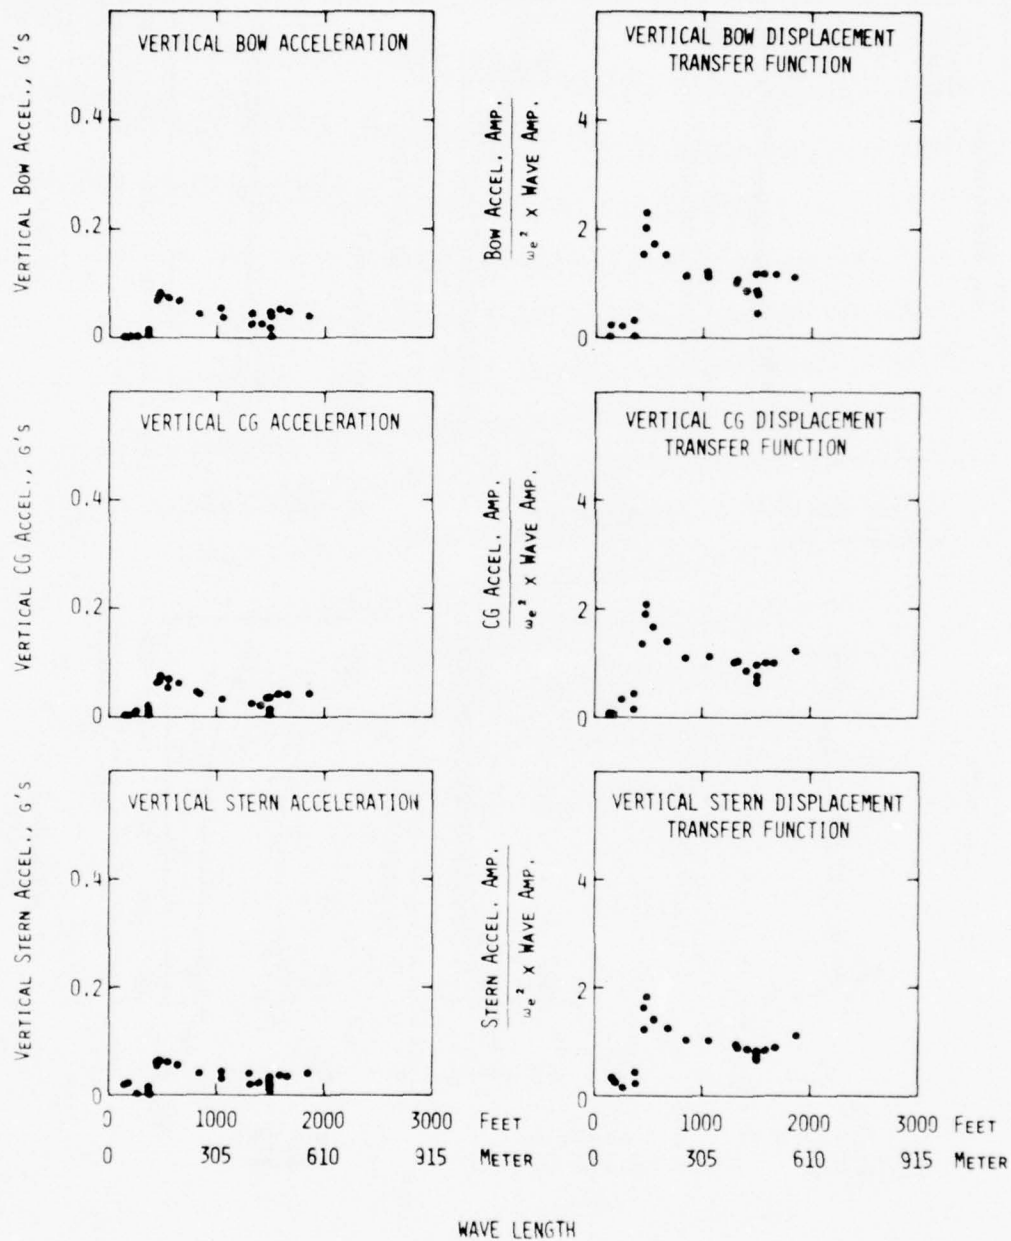 VERTICAL BOW ACCELERATION
VERTICAL BOW ACCEL., G'S
0.4
0.2
0
VERTICAL BOW DISPLACEMENT
TRANSFER FUNCTION
BOW ACCEL. AMP.
ωe² X WAVE AMP.
4
2
0
VERTICAL CG ACCELERATION
VERTICAL CG ACCEL., G'S
0.4
0.2
0
VERTICAL CG DISPLACEMENT
TRANSFER FUNCTION
CG ACCEL. AMP.
ωe² X WAVE AMP.
4
2
0
VERTICAL STERN ACCELERATION
VERTICAL STERN ACCEL., G'S
0.4
0.2
0
VERTICAL STERN DISPLACEMENT
TRANSFER FUNCTION
STERN ACCEL. AMP.
ωe² X WAVE AMP.
4
2
0
0 1000 2000 3000 FEET
0 305 610 915 METER
0 1000 2000 3000 FEET
0 305 610 915 METER
WAVE LENGTH